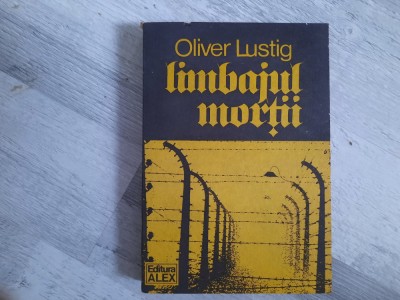 Oliver Lustig
limbajul
morții
Editura
ALEX